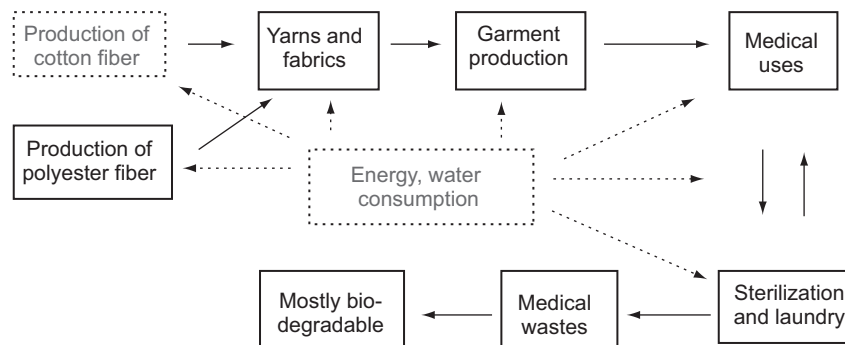 Production of
cotton fiber
Yarns and
fabrics
Garment
production
Medical
uses
Production of
polyester fiber
Energy, water
consumption
Mostly bio-
degradable
Medical
wastes
Sterilization
and laundry